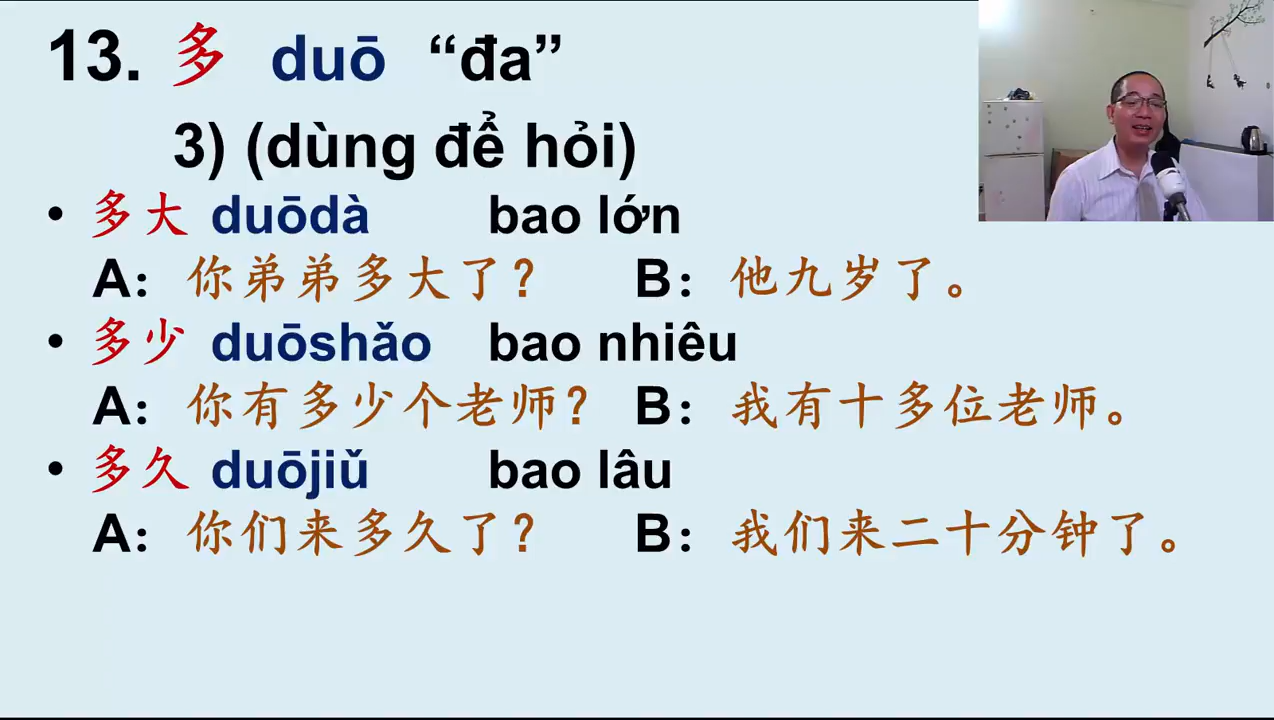 13. 多 duō “đa”
3) (dùng để hỏi)
• 多大 duōdà bao lớn
A：你弟弟多大了？ B：他九岁了。
• 多少 duōshǎo bao nhiêu
A：你有多少个老师？ B：我有十多位老师。
• 多久 duōjiǔ bao lâu
A：你们来多久了？ B：我们来二十分钟了。